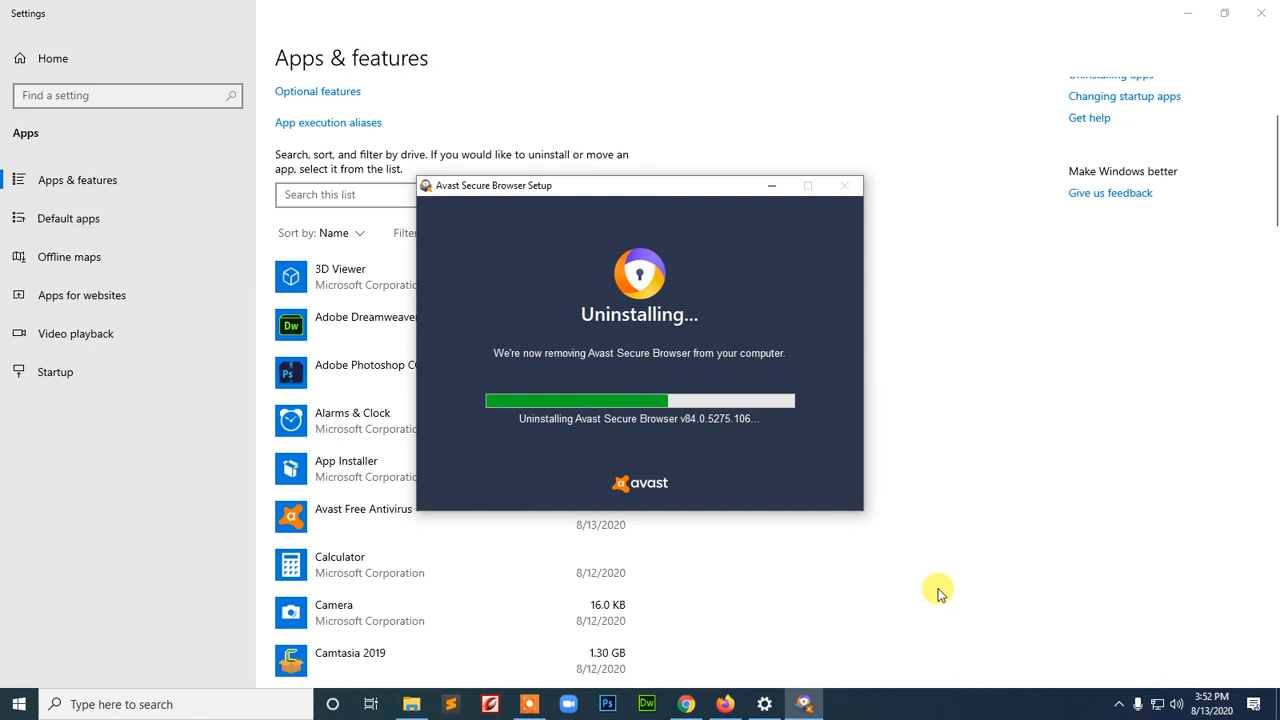 Settings
Home
Find a setting
Apps
Apps & features
Default apps
Offline maps
Apps for websites
Video playback
Startup
Apps & features
Optional features
App execution aliases
Search, sort, and filter by drive. If you would like to uninstall or move an
app, select it from the list.
Search this list
Sort by: Name
3D Viewer
Adobe Dreamweaver
Adobe Photoshop
Alarms & Clock
App Installer
Avast Free Antivirus
8/13/2020
Calculator
Microsoft Corporation 8/12/2020
Camera 16.0 KB
Microsoft Corporation 8/12/2020
Camtasia 2019 1.30 GB
8/12/2020
Avast Secure Browser Setup
Uninstalling...
We're now removing Avast Secure Browser from your computer.
Uninstalling Avast Secure Browser v84.0.5275.106...
avast
Uninstalling apps
Changing startup apps
Get help
Make Windows better
Give us feedback
Type here to search
Ps
Dw
3:52 PM
8/13/2020